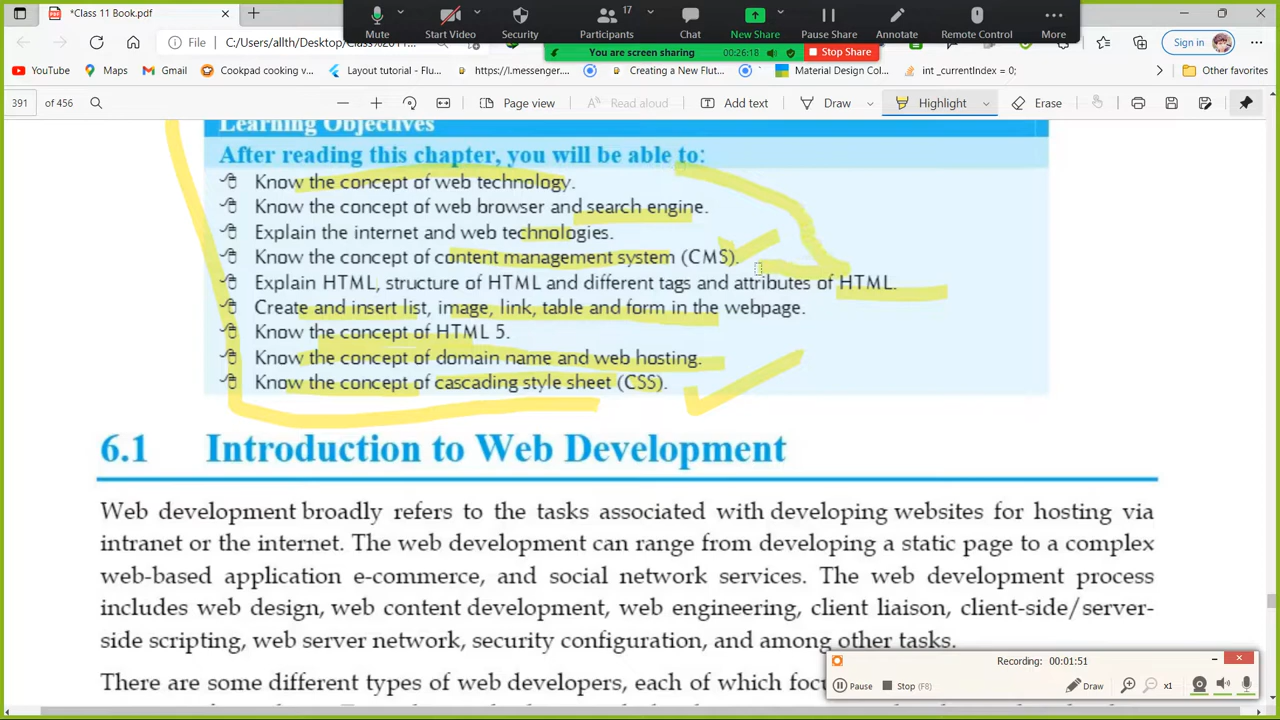 *Class 11 Book.pdf
Mute
Start Video
Security
17
Participants
Chat
New Share
Pause Share
Annotate
Remote Control
More
You are screen sharing
00:26:18
Stop Share
File
C:/Users/allth/Desktop/Class%2011...
Sign in
YouTube
Maps
Gmail
Cookpad cooking v...
Layout tutorial - Flu...
https://l.messenger...
Creating a New Flut...
Material Design Col...
int _currentIndex = 0;
Other favorites
391 of 456
Page view
Read aloud
Add text
Draw
Highlight
Erase
Learning Objectives
After reading this chapter, you will be able to:
Know the concept of web technology.
Know the concept of web browser and search engine.
Explain the internet and web technologies.
Know the concept of content management system (CMS).
Explain HTML, structure of HTML and different tags and attributes of HTML.
Create and insert list, image, link, table and form in the webpage.
Know the concept of HTML 5.
Know the concept of domain name and web hosting.
Know the concept of cascading style sheet (CSS).
6.1 Introduction to Web Development
Web development broadly refers to the tasks associated with developing websites for hosting via
intranet or the internet. The web development can range from developing a static page to a complex
web-based application e-commerce, and social network services. The web development process
includes web design, web content development, web engineering, client liaison, client-side/server-
side scripting, web server network, security configuration, and among other tasks.
There are some different types of web developers, each of which focu
Recording: 00:01:51
Pause
Stop (F8)
Draw
x1